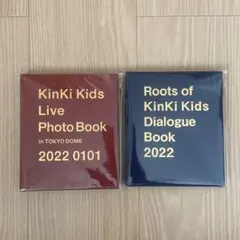 KinKi Kids
Live
Photo Book
in TOKYO DOME
2022 0101
Roots of
KinKi Kids
Dialogue
Book
2022